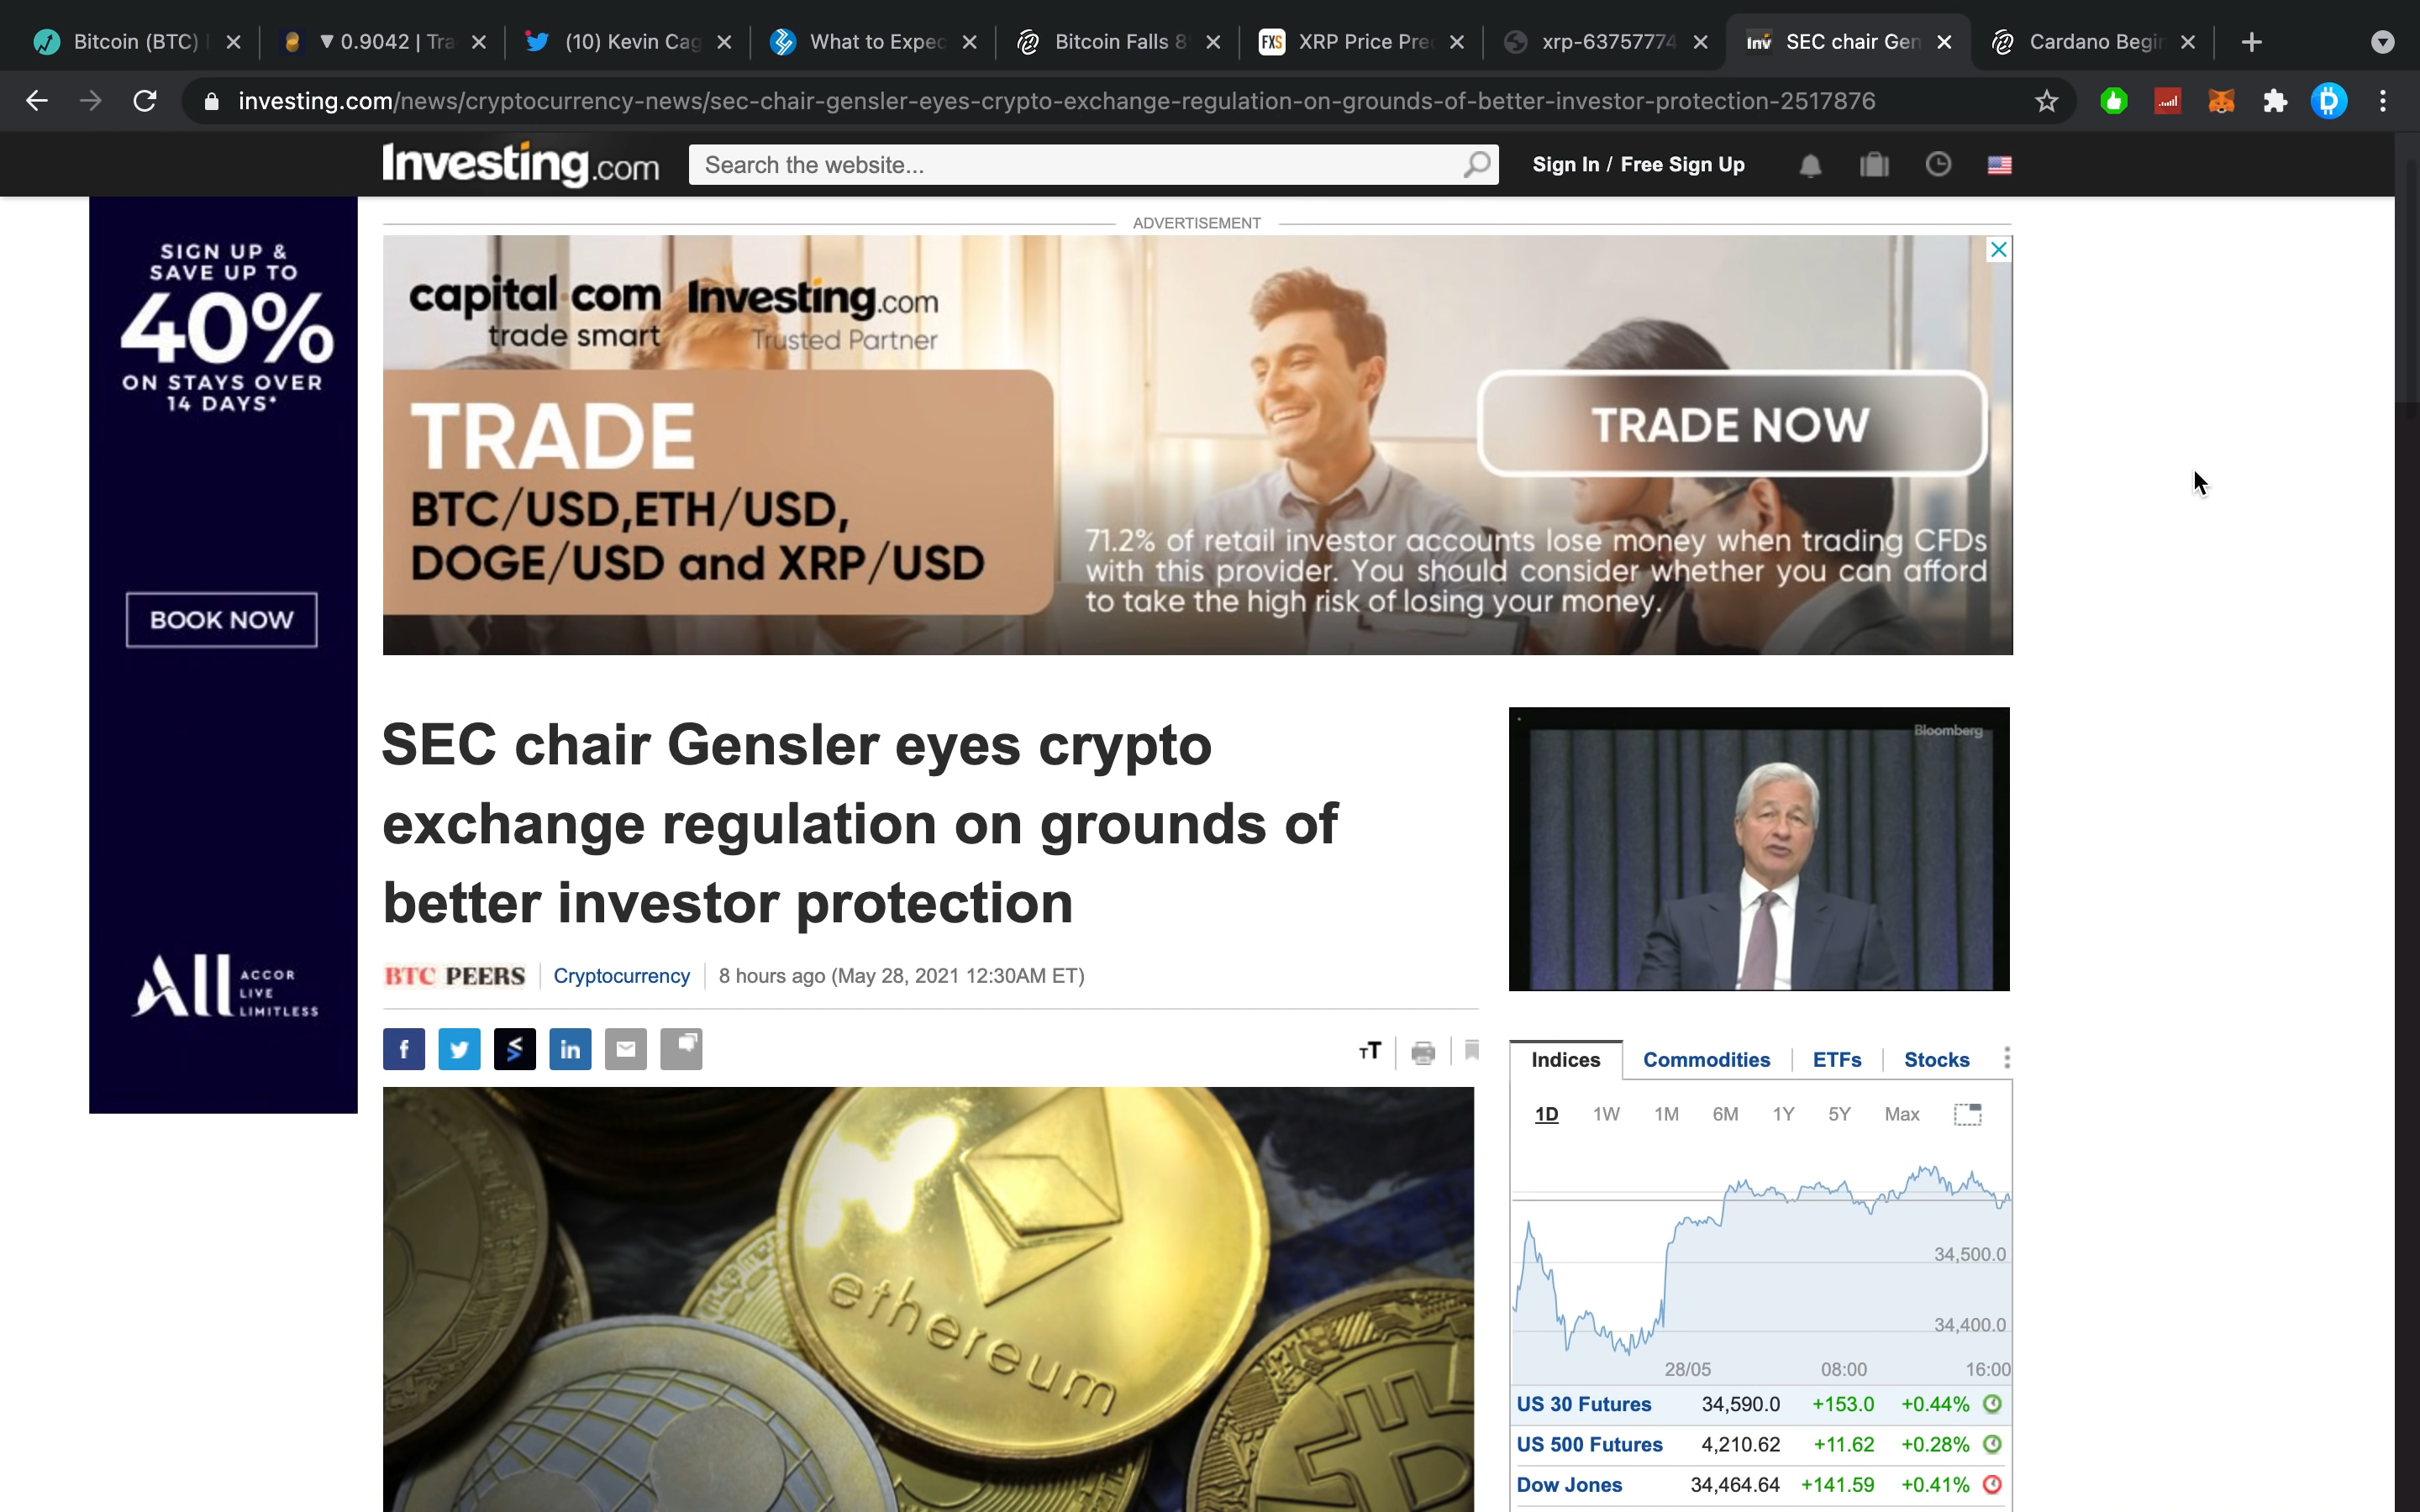 Bitcoin (BTC)
▼ 0.9042 | Tra
(10) Kevin Cag
What to Expec
Bitcoin Falls 8
FXS XRP Price Pre
xrp-63757774
Inv SEC chair Gen
Cardano Begin
investing.com/news/cryptocurrency-news/sec-chair-gensler-eyes-crypto-exchange-regulation-on-grounds-of-better-investor-protection-2517876
Investing.com
Search the website...
Sign In / Free Sign Up
SIGN UP &
SAVE UP TO
40%
ON STAYS OVER
14 DAYS*
BOOK NOW
All ACCOR
LIVE
LIMITLESS
ADVERTISEMENT
capital.com
trade smart
Investing.com
Trusted Partner
TRADE
BTC/USD,ETH/USD,
DOGE/USD and XRP/USD
TRADE NOW
71.2% of retail investor accounts lose money when trading CFDs
with this provider. You should consider whether you can afford
to take the high risk of losing your money.
SEC chair Gensler eyes crypto
exchange regulation on grounds of
better investor protection
BTC PEERS
Cryptocurrency
8 hours ago (May 28, 2021 12:30AM ET)
f
in
TT
ethereum
Bloomberg
Indices Commodities ETFs Stocks
1D 1W 1M 6M 1Y 5Y Max
34,500.0
34,400.0
28/05 08:00 16:00
US 30 Futures 34,590.0 +153.0 +0.44%
US 500 Futures 4,210.62 +11.62 +0.28%
Dow Jones 34,464.64 +141.59 +0.41%